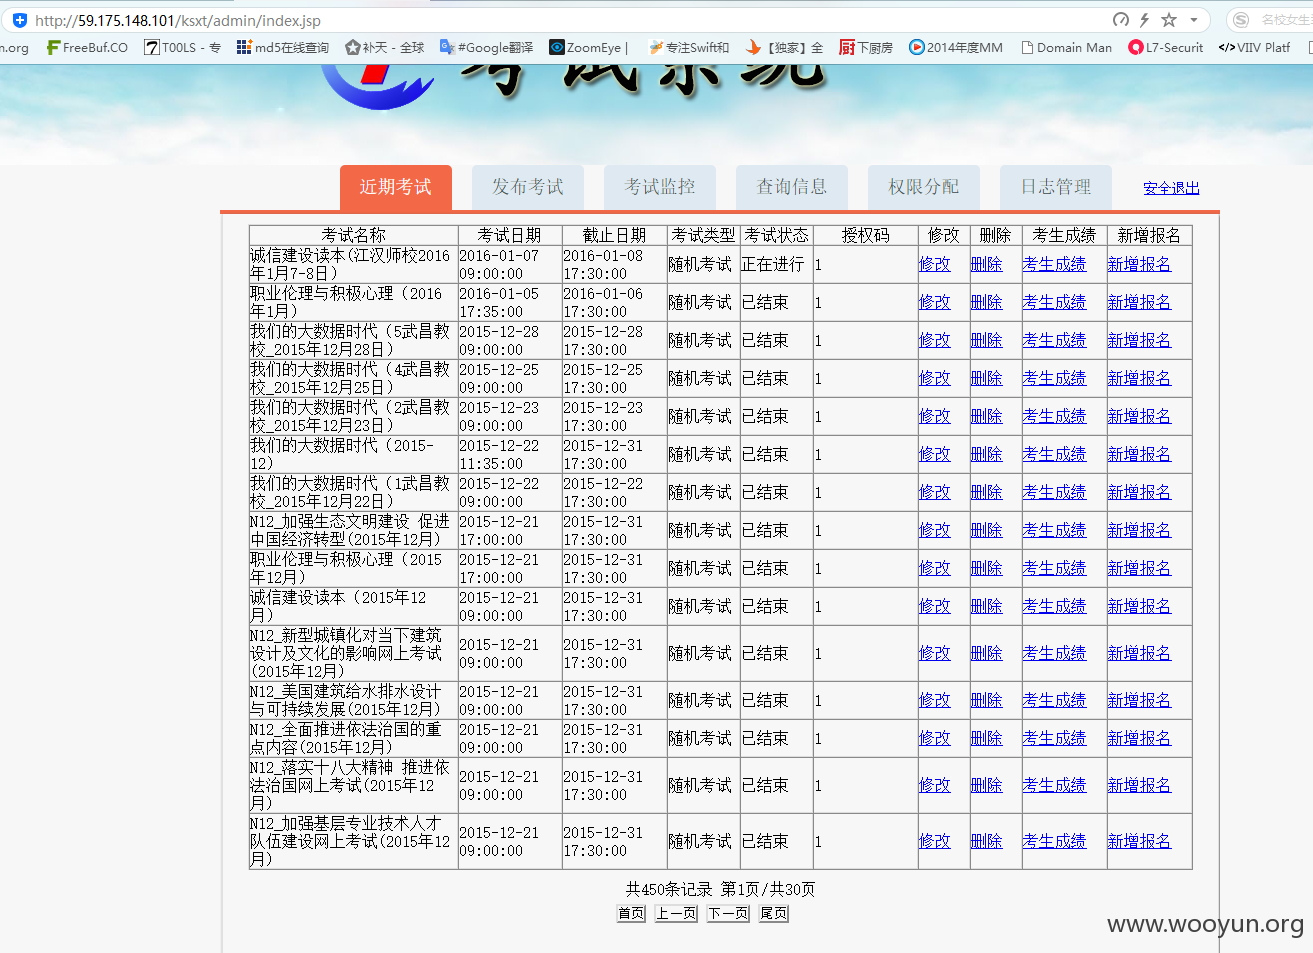 http://59.175.148.101/ksxt/admin/index.jsp
名校女生
n.org FreeBuf.CO T00LS - 专 md5在线查询 补天 - 全球 #Google翻译 ZoomEye | 专注Swift和 【独家】全 下厨房 2014年度MM Domain Man L7-Securit VIIV Platf
考试系统
近期考试 发布考试 考试监控 查询信息 权限分配 日志管理 安全退出
考试名称 考试日期 截止日期 考试类型 考试状态 授权码 修改 删除 考生成绩 新增报名
诚信建设读本(江汉师校2016 2016-01-07 2016-01-08 随机考试 正在进行 1 修改 删除 考生成绩 新增报名
年1月7-8日） 09:00:00 17:30:00
职业伦理与积极心理（2016 2016-01-05 2016-01-06 随机考试 已结束 1 修改 删除 考生成绩 新增报名
年1月） 17:35:00 17:30:00
我们的大数据时代（5武昌教 2015-12-28 2015-12-28 随机考试 已结束 1 修改 删除 考生成绩 新增报名
校_2015年12月28日） 09:00:00 17:30:00
我们的大数据时代（4武昌教 2015-12-25 2015-12-25 随机考试 已结束 1 修改 删除 考生成绩 新增报名
校_2015年12月25日） 09:00:00 17:30:00
我们的大数据时代（2武昌教 2015-12-23 2015-12-23 随机考试 已结束 1 修改 删除 考生成绩 新增报名
校_2015年12月23日） 09:00:00 17:30:00
我们的大数据时代（2015- 2015-12-22 2015-12-31 随机考试 已结束 1 修改 删除 考生成绩 新增报名
12） 11:35:00 17:30:00
我们的大数据时代（1武昌教 2015-12-22 2015-12-22 随机考试 已结束 1 修改 删除 考生成绩 新增报名
校_2015年12月22日） 09:00:00 17:30:00
N12_加强生态文明建设 促进 2015-12-21 2015-12-31 随机考试 已结束 1 修改 删除 考生成绩 新增报名
中国经济转型(2015年12月) 17:00:00 17:30:00
职业伦理与积极心理（2015 2015-12-21 2015-12-31 随机考试 已结束 1 修改 删除 考生成绩 新增报名
年12月） 17:00:00 17:30:00
诚信建设读本（2015年12 2015-12-21 2015-12-31 随机考试 已结束 1 修改 删除 考生成绩 新增报名
月） 09:00:00 17:30:00
N12_新型城镇化对当下建筑 2015-12-21 2015-12-31 随机考试 已结束 1 修改 删除 考生成绩 新增报名
设计及文化的影响网上考试 09:00:00 17:30:00
(2015年12月)
N12_美国建筑给水排水设计 2015-12-21 2015-12-31 随机考试 已结束 1 修改 删除 考生成绩 新增报名
与可持续发展(2015年12月) 09:00:00 17:30:00
N12_全面推进依法治国的重 2015-12-21 2015-12-31 随机考试 已结束 1 修改 删除 考生成绩 新增报名
点内容(2015年12月) 09:00:00 17:30:00
N12_落实十八大精神 推进依 2015-12-21 2015-12-31 随机考试 已结束 1 修改 删除 考生成绩 新增报名
法治国网上考试(2015年12 09:00:00 17:30:00
月)
N12_加强基层专业技术人才 2015-12-21 2015-12-31 随机考试 已结束 1 修改 删除 考生成绩 新增报名
队伍建设网上考试(2015年12 09:00:00 17:30:00
月)
共450条记录 第1页/共30页
首页 上一页 下一页 尾页
www.wooyun.org